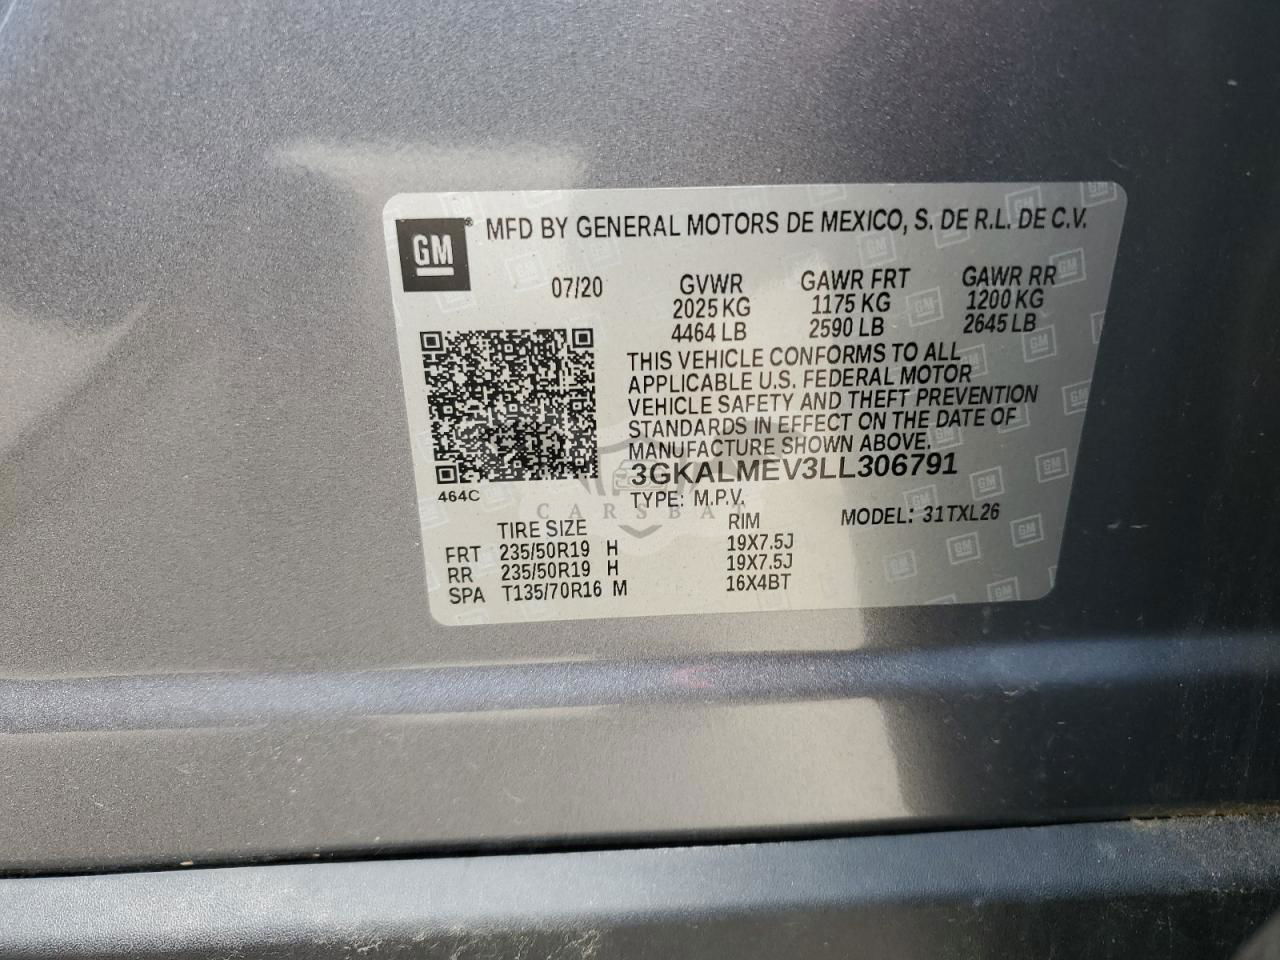 GM
MFD BY GENERAL MOTORS DE MEXICO, S. DE R.L. DE C.V.
07/20 GVWR GAWR FRT GAWR RR
2025 KG 1175 KG 1200 KG
4464 LB 2590 LB 2645 LB
THIS VEHICLE CONFORMS TO ALL
APPLICABLE U.S. FEDERAL MOTOR
VEHICLE SAFETY AND THEFT PREVENTION
STANDARDS IN EFFECT ON THE DATE OF
MANUFACTURE SHOWN ABOVE.
3GKALMEV3LL306791
464C
TYPE: M.P.V.
CARSBAT
MODEL: 31TXL26
TIRE SIZE RIM
FRT 235/50R19 H 19X7.5J
RR 235/50R19 H 19X7.5J
SPA T135/70R16 M 16X4BT